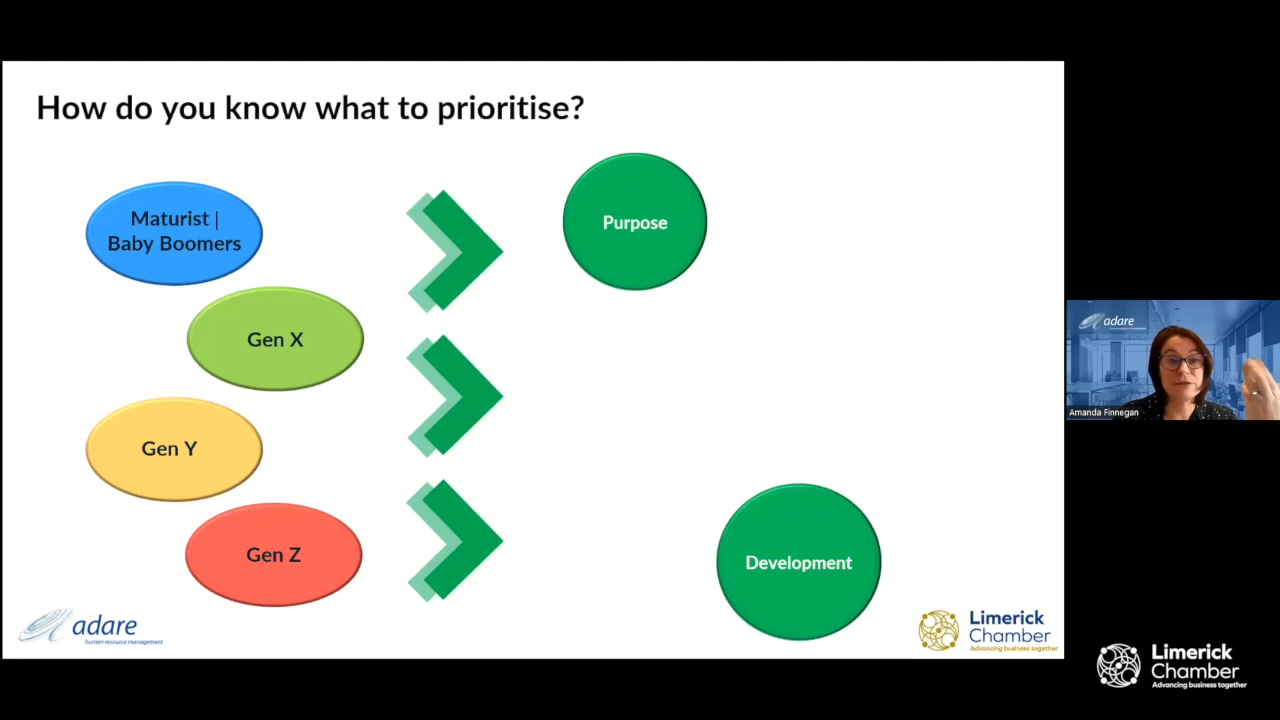 How do you know what to prioritise?
Maturist |
Baby Boomers
Purpose
Gen X
Gen Y
Gen Z
Development
adare
human resource management
Limerick
Chamber
Advancing business together
adare
Amanda Finnegan
Limerick
Chamber
Advancing business together